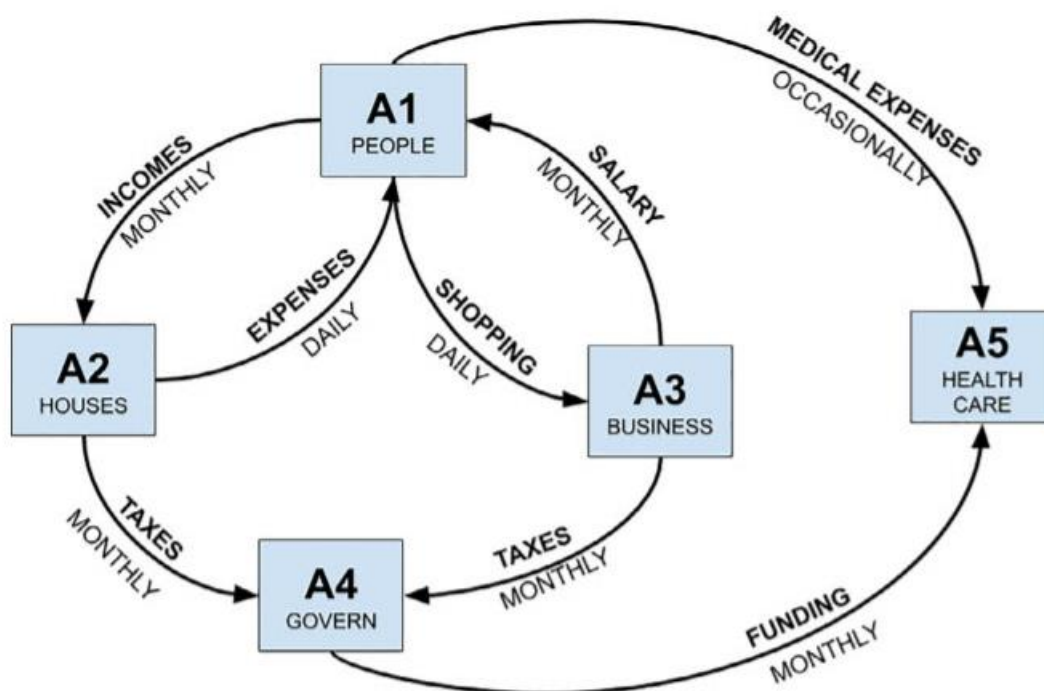 MEDICAL EXPENSES
OCCASIONALLY
A1
PEOPLE
INCOMES
MONTHLY
SALARY
MONTHLY
EXPENSES
DAILY
SHOPPING
DAILY
A2
HOUSES
A3
BUSINESS
A5
HEALTH
CARE
TAXES
MONTHLY
A4
GOVERN
TAXES
MONTHLY
FUNDING
MONTHLY